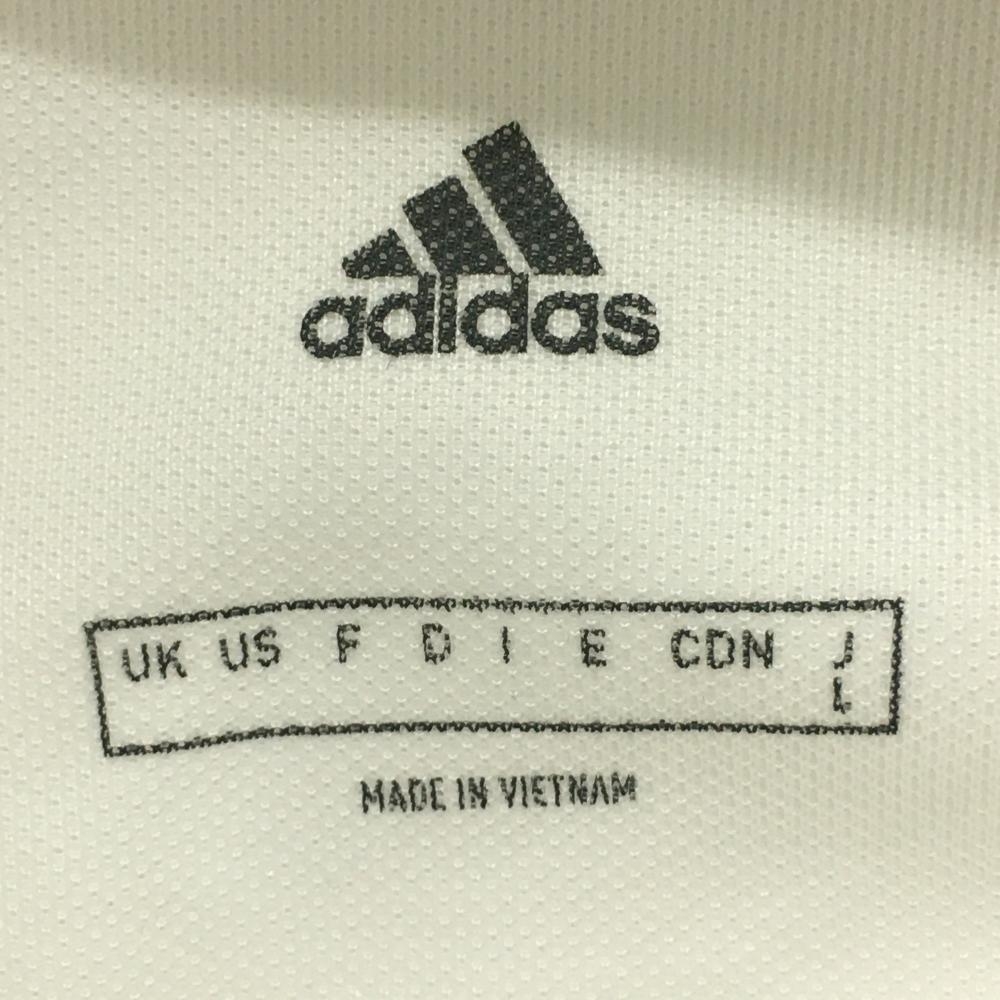 adidas
UK US F D I E CDN J
L
MADE IN VIETNAM